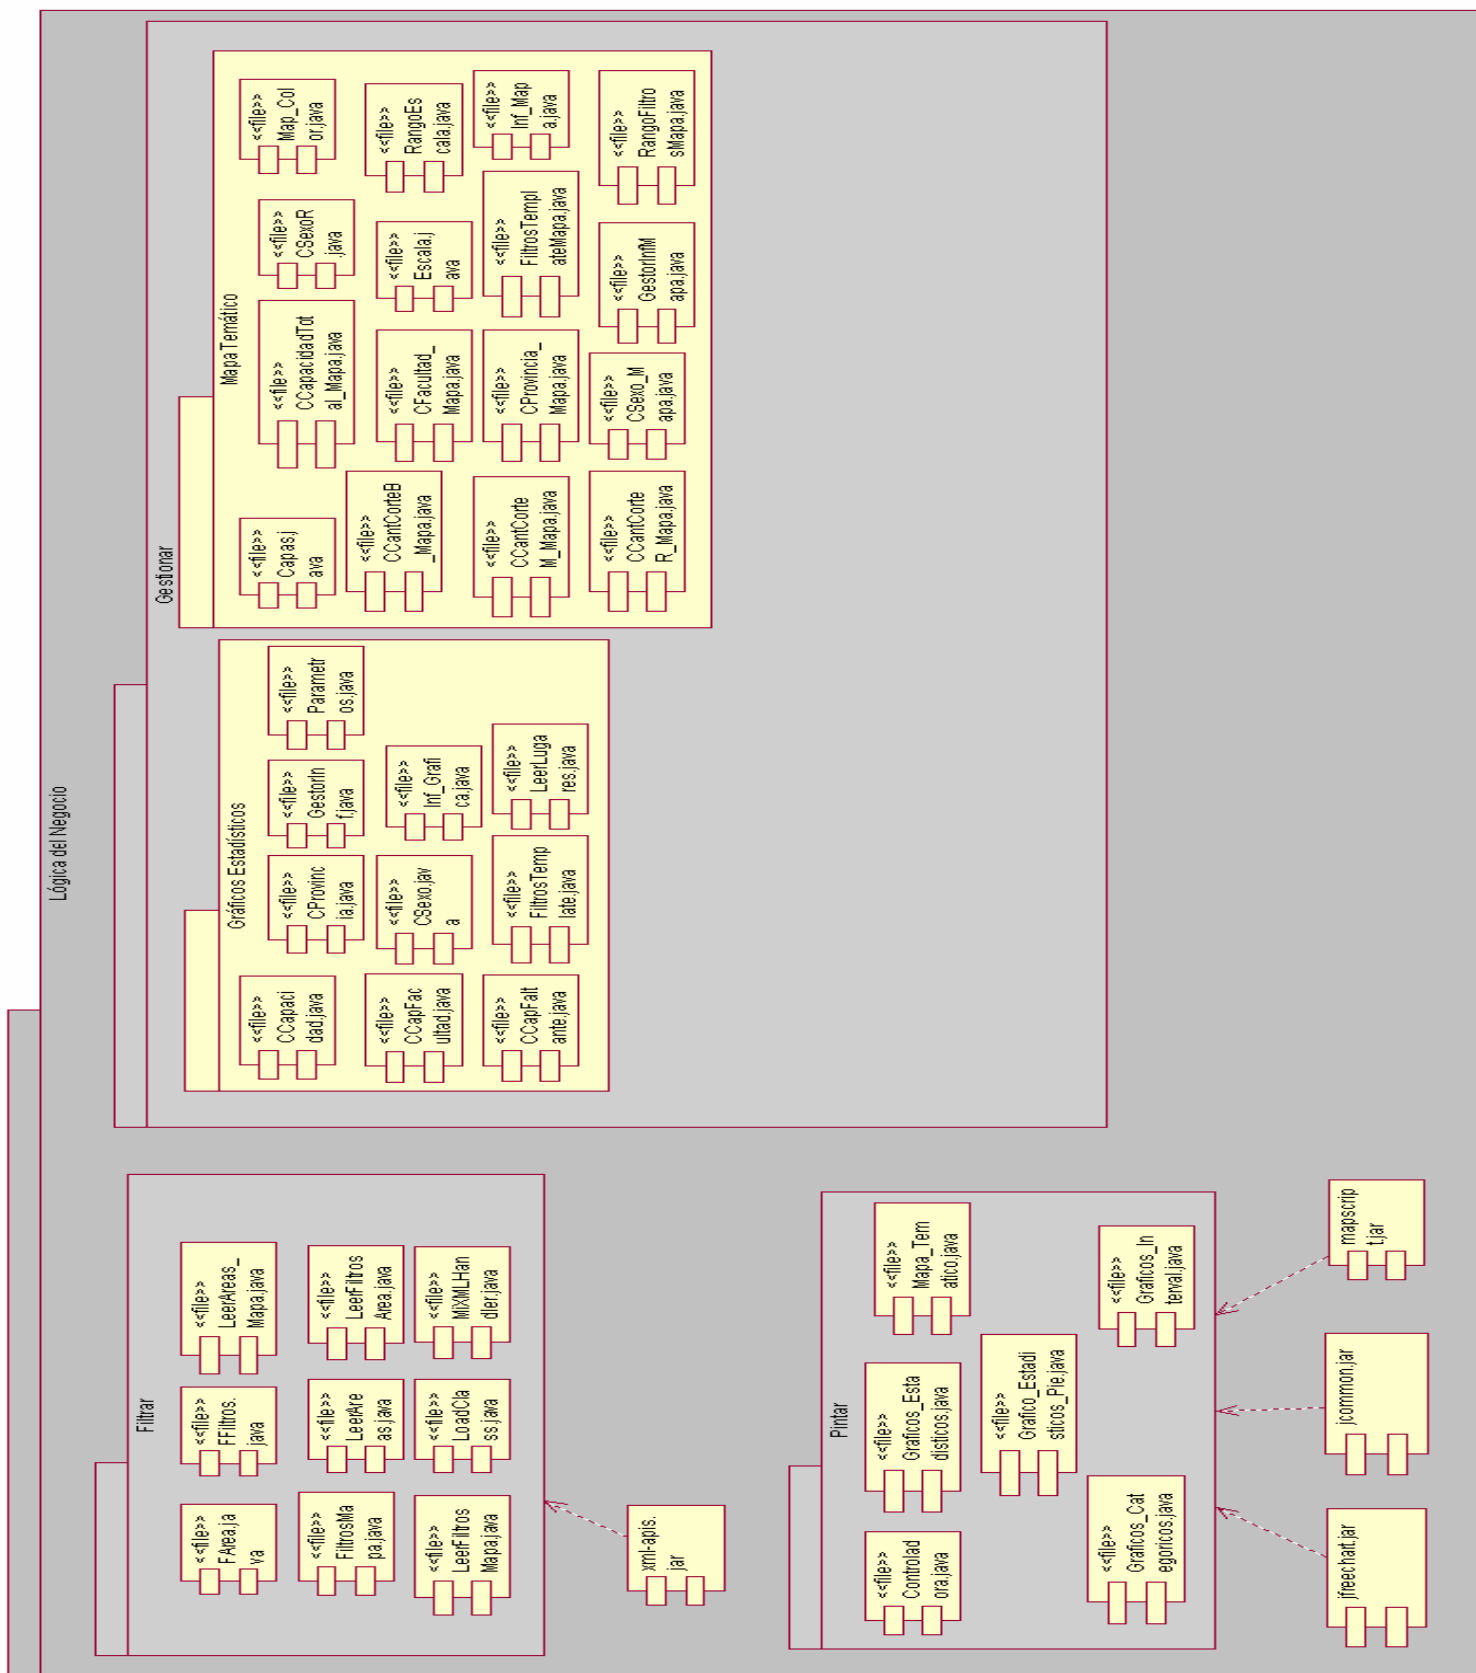 Lógica del Negocio
Filtrar
<<file>>
FArea.ja
va
<<file>>
FFiltros.
java
<<file>>
LeerAreas_
Mapa.java
<<file>>
FiltrosMa
pa.java
<<file>>
LeerAre
as.java
<<file>>
LeerFiltros
Area.java
<<file>>
LeerFiltros
Mapa.java
<<file>>
LoadCla
ss.java
<<file>>
MiXMLHan
dler.java
xml-apis.
jar
Gestionar
Gráficos Estadísticos
<<file>>
CCapaci
dad.java
<<file>>
CProvinc
ia.java
<<file>>
GestorIn
f.java
<<file>>
Parametr
os.java
<<file>>
CCapFac
ultad.java
<<file>>
CSexo.jav
a
<<file>>
Inf_Grafi
ca.java
<<file>>
CCapFalt
ante.java
<<file>>
FiltrosTemp
late.java
<<file>>
LeerLuga
res.java
Mapa Temático
<<file>>
Capas.j
ava
<<file>>
CCapacidadTot
al_Mapa.java
<<file>>
CSexoR
.java
<<file>>
Map_Col
or.java
<<file>>
CCantCorteB
_Mapa.java
<<file>>
CFacultad_
Mapa.java
<<file>>
Escala.j
ava
<<file>>
RangoEs
cala.java
<<file>>
CCantCorte
M_Mapa.java
<<file>>
CProvincia_
Mapa.java
<<file>>
FiltrosTempl
ateMapa.java
<<file>>
Inf_Map
a.java
<<file>>
CCantCorte
R_Mapa.java
<<file>>
CSexo_M
apa.java
<<file>>
GestorInfM
apa.java
<<file>>
RangoFiltro
sMapa.java
Pintar
<<file>>
Controlad
ora.java
<<file>>
Graficos_Esta
disticos.java
<<file>>
Mapa_Tem
atico.java
<<file>>
Grafico_Estadi
sticos_Pie.java
<<file>>
Graficos_Cat
egoricos.java
<<file>>
Graficos_In
terval.java
jfreechart.jar
jcommon.jar
mapscrip
t.jar